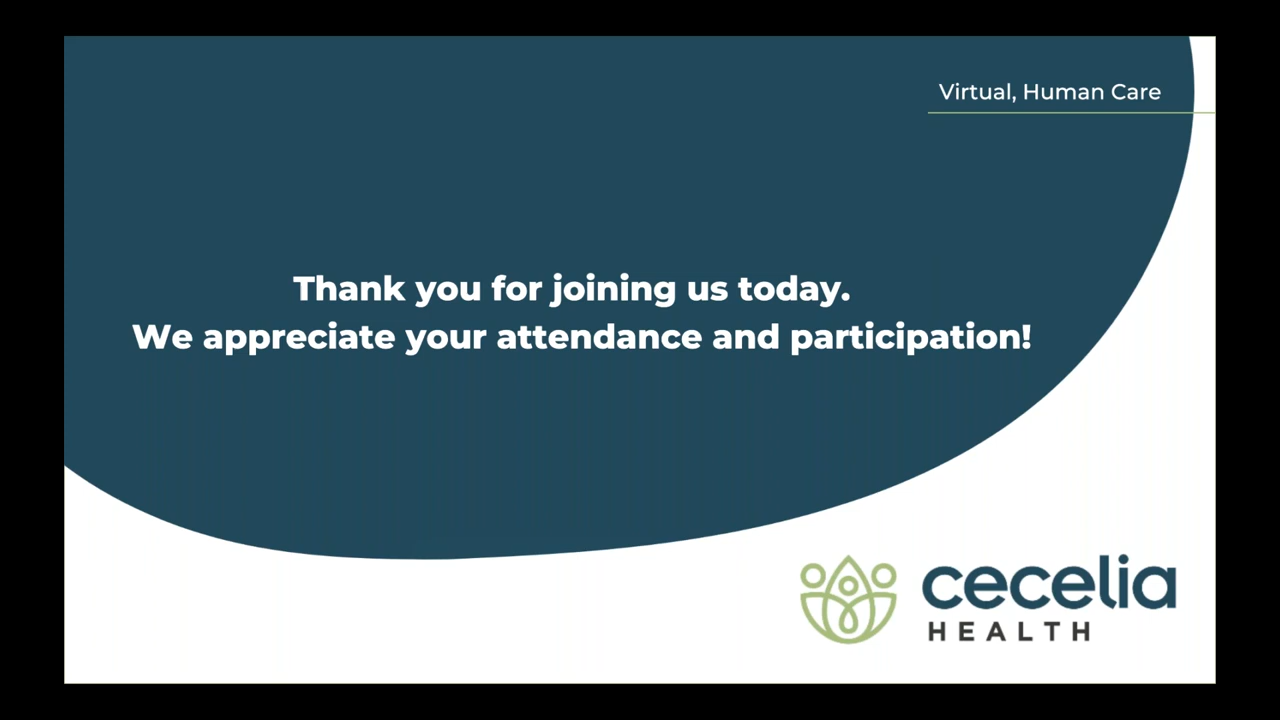 Virtual, Human Care
Thank you for joining us today.
We appreciate your attendance and participation!
cecelia
HEALTH